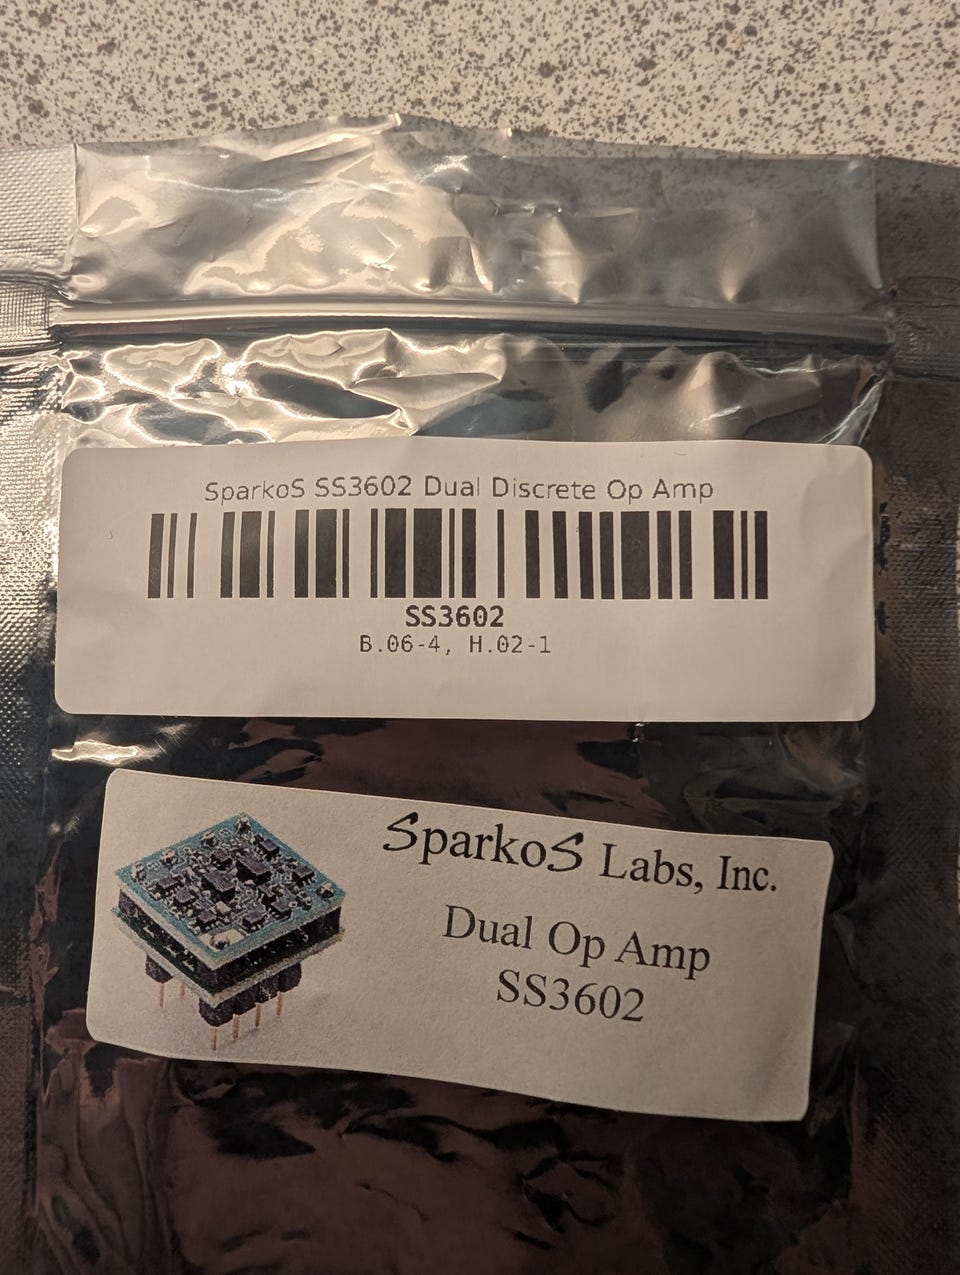 SparkoS SS3602 Dual Discrete Op Amp
SS3602
B.06-4, H.02-1
SparkoS Labs, Inc.
Dual Op Amp
SS3602